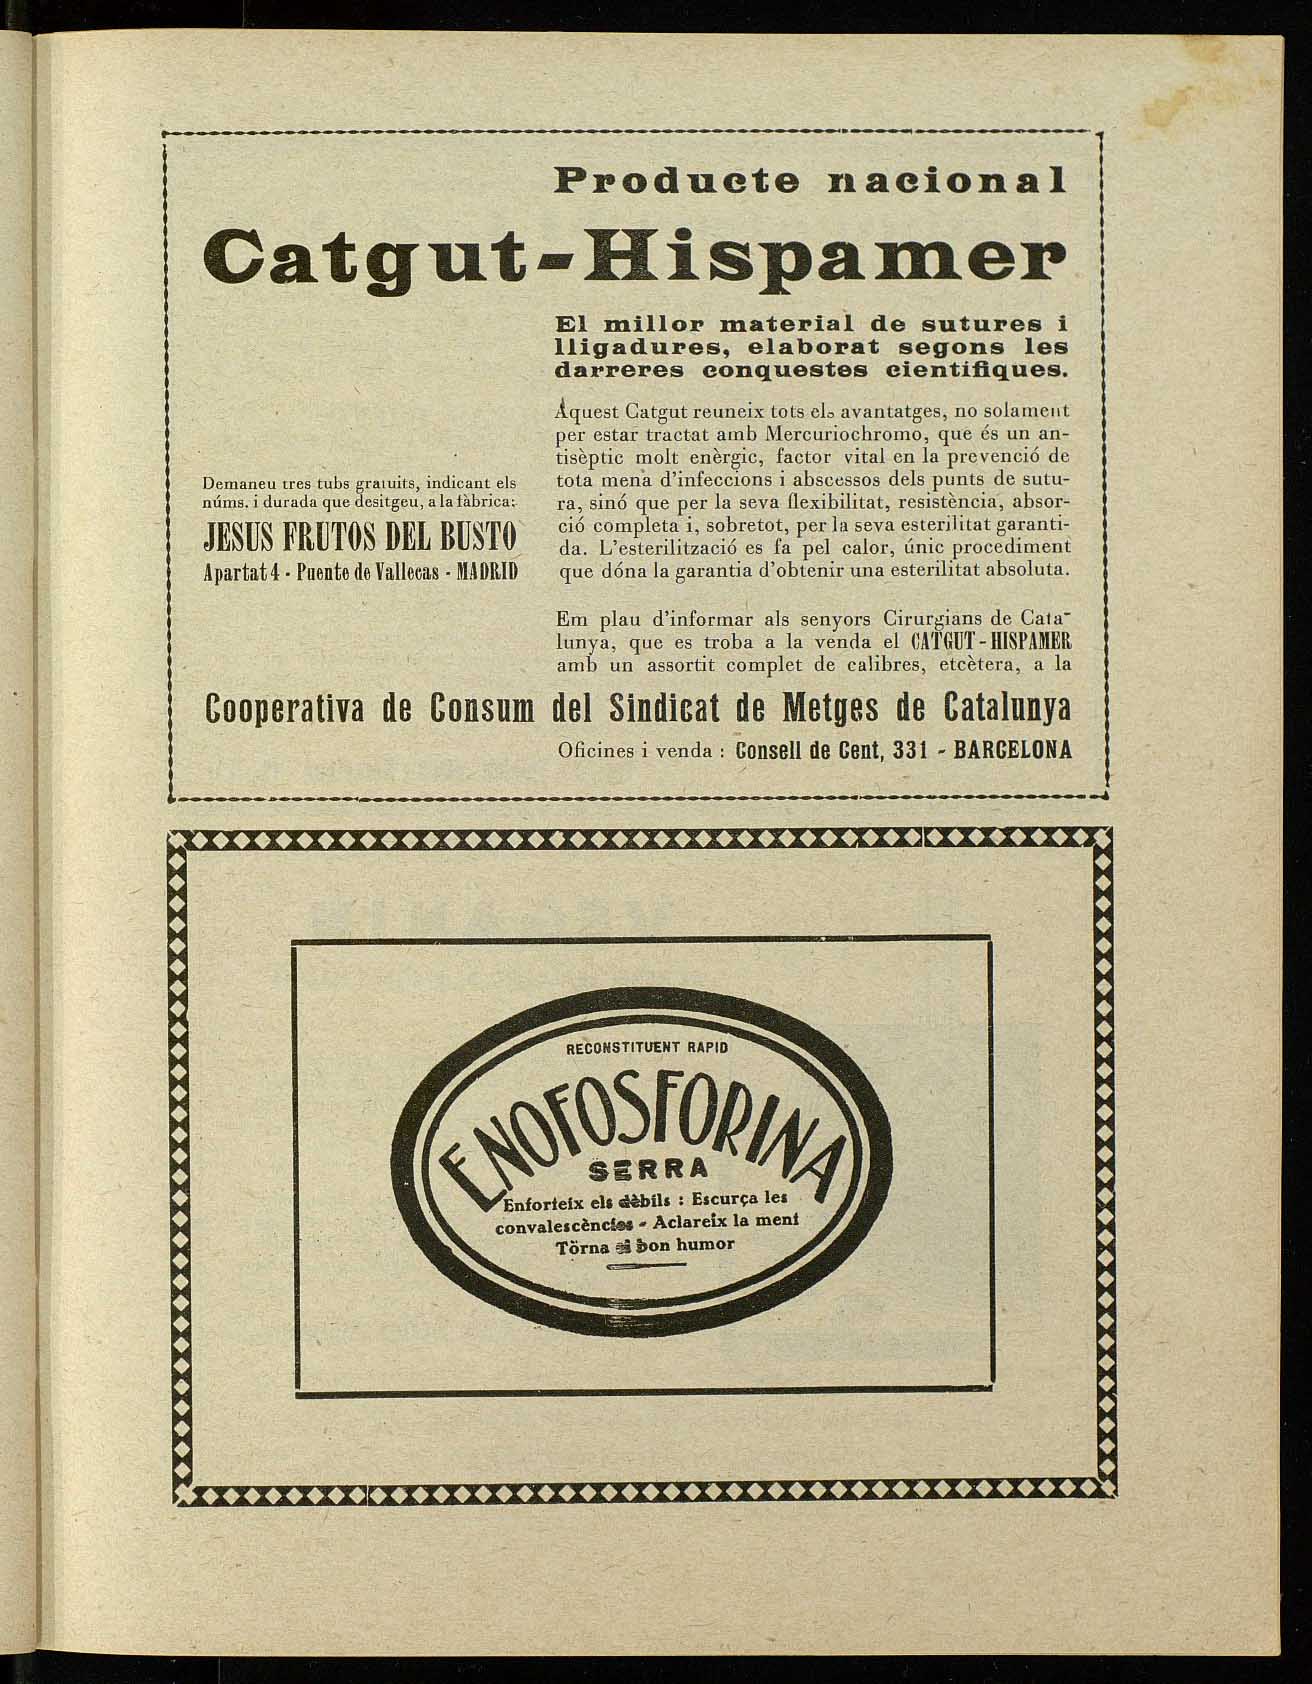 Producte nacional
Catgut-Hispamer
El millor material de sutures i
lligadures, elaborat segons les
darreres conquestes científiques.
Aquest Catgut reuneix tots els avantatges, no solament
per estar tractat amb Mercuriochromo, que és un an-
tisèptic molt enèrgic, factor vital en la prevenció de
tota mena d'infeccions i abscessos dels punts de sutu-
ra, sinó que per la seva flexibilitat, resistència, absor-
ció completa i, sobretot, per la seva esterilitat garanti-
da. L'esterilització es fa pel calor, únic procediment
que dóna la garantia d'obtenir una esterilitat absoluta.
Demaneu tres tubs gratuits, indicant els
núms. i durada que desitgeu, a la fàbrica:
JESUS FRUTOS DEL BUSTO
Apartat 4 - Puente de Vallecas - MADRID
Em plau d'informar als senyors Cirurgians de Cata-
lunya, que es troba a la venda el CATGUT-HISPAMER
amb un assortit complet de calibres, etcètera, a la
Cooperativa de Consum del Sindicat de Metges de Catalunya
Oficines i venda : Consell de Cent, 331 - BARCELONA
RECONSTITUENT RAPID
ENOFOSFORINA
SERRA
Enforteix els dèbils : Escurça les
convalescències - Aclareix la ment
Törna el bon humor